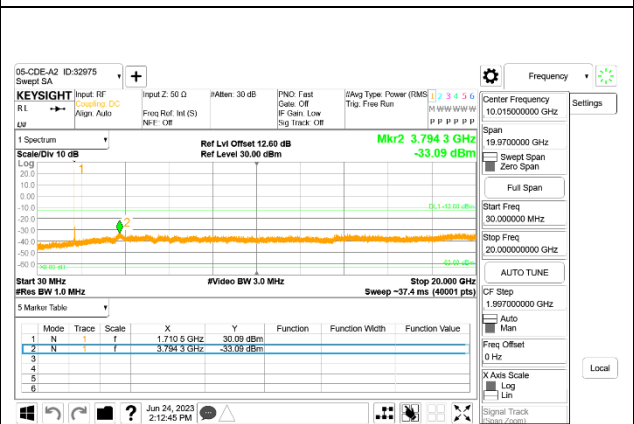 05-CDE-A2 ID:32975
Swept SA
Frequency
Settings
KEYSIGHT Input: RF Input Z: 50 Ω #Atten: 30 dB PNO: Fast #Avg Type: Power (RMS 1 2 3 4 5 6
RL Coupling: DC Gate: Off Trig: Free Run M W W W W W
Align: Auto Freq Ref: Int (S) IF Gain: Low
NFE: Off Sig Track: Off P P P P P P
1 Spectrum
Ref Lvl Offset 12.60 dB Mkr2 3.794 3 GHz
Scale/Div 10 dB Ref Level 30.00 dBm -33.09 dBm
Log
20.0
10.0
0.00
-10.0
-20.0
-30.0
-40.0
-50.0
-60.0
1
2
Start 30 MHz #Video BW 3.0 MHz Stop 20.000 GHz
#Res BW 1.0 MHz Sweep ~37.4 ms (40001 pts)
5 Marker Table
Mode Trace Scale X Y Function Function Width Function Value
1 N 1 f 1.710 5 GHz 30.09 dBm
2 N 1 f 3.794 3 GHz -33.09 dBm
3
4
5
6
Jun 24, 2023
2:12:45 PM
Center Frequency
10.015000000 GHz
Span
19.9700000 GHz
Swept Span
Zero Span
Full Span
Start Freq
30.000000 MHz
Stop Freq
20.000000000 GHz
AUTO TUNE
CF Step
1.997000000 GHz
Auto
Man
Freq Offset
0 Hz
X Axis Scale
Log
Lin
Signal Track
(Span Zoom)
Local